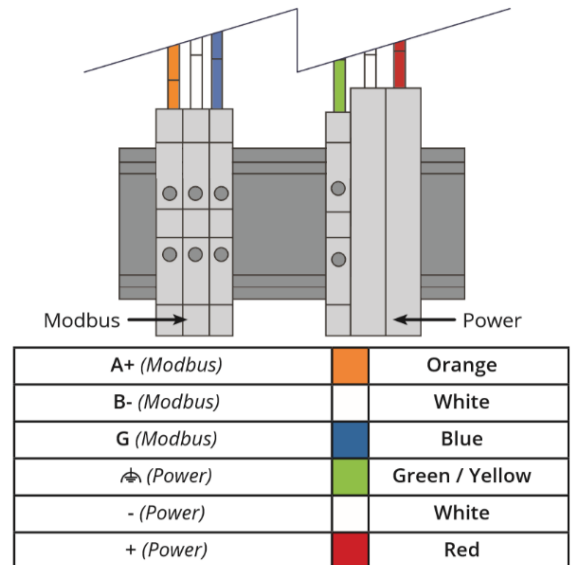 Modbus
Power
A+ (Modbus) Orange
B- (Modbus) White
G (Modbus) Blue
⏚ (Power) Green / Yellow
- (Power) White
+ (Power) Red